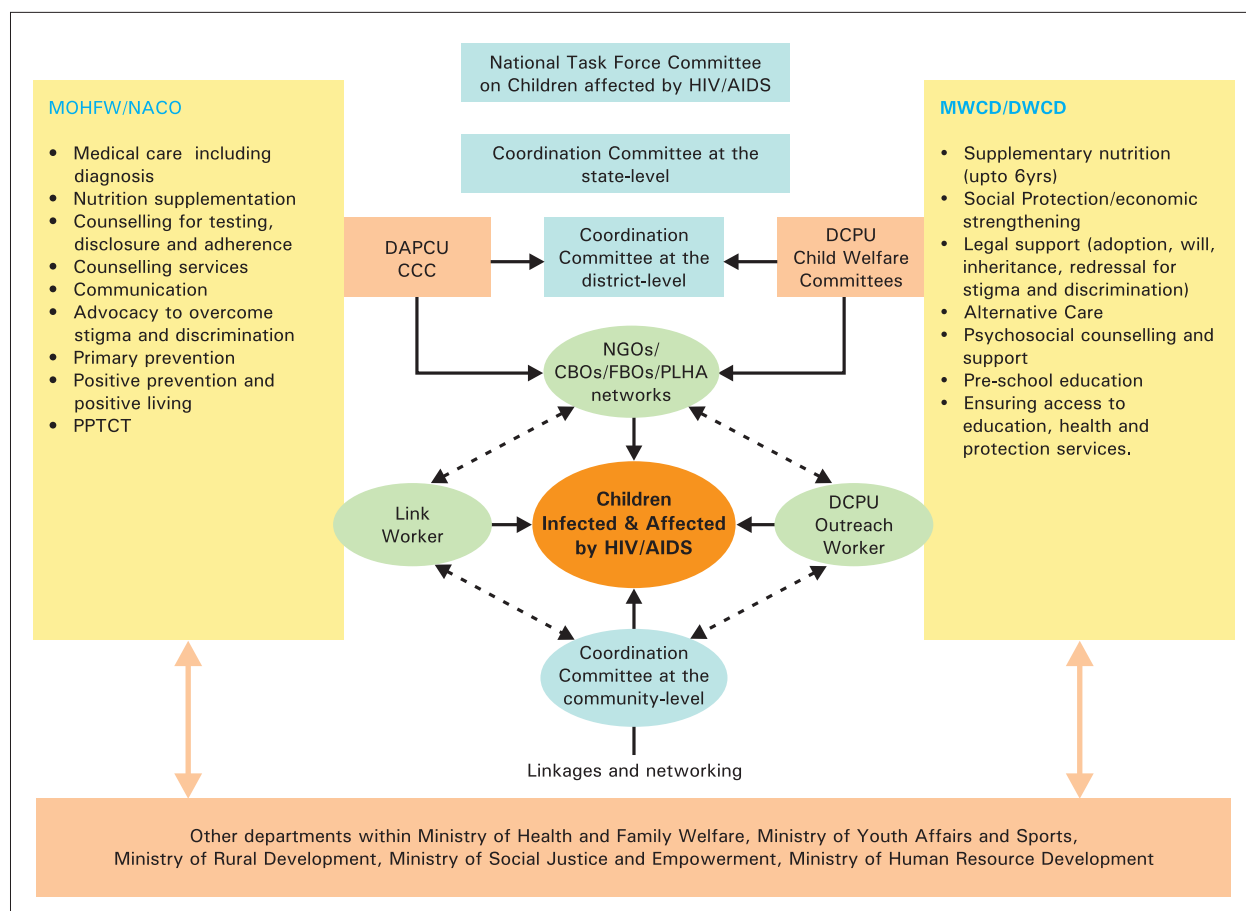 National Task Force Committee
on Children affected by HIV/AIDS
MOHFW/NACO
• Medical care including
diagnosis
• Nutrition supplementation
• Counselling for testing,
disclosure and adherence
• Counselling services
• Communication
• Advocacy to overcome
stigma and discrimination
• Primary prevention
• Positive prevention and
positive living
• PPTCT
Coordination Committee at the
state-level
DAPCU
CCC
Coordination
Committee at the
district-level
DCPU
Child Welfare
Committees
MWCD/DWCD
• Supplementary nutrition
(upto 6yrs)
• Social Protection/economic
strengthening
• Legal support (adoption, will,
inheritance, redressal for
stigma and discrimination)
• Alternative Care
• Psychosocial counselling and
support
• Pre-school education
• Ensuring access to
education, health and
protection services.
NGOs/
CBOs/FBOs/PLHA
networks
Link
Worker
Children
Infected & Affected
by HIV/AIDS
DCPU
Outreach
Worker
Coordination
Committee at the
community-level
Linkages and networking
Other departments within Ministry of Health and Family Welfare, Ministry of Youth Affairs and Sports,
Ministry of Rural Development, Ministry of Social Justice and Empowerment, Ministry of Human Resource Development